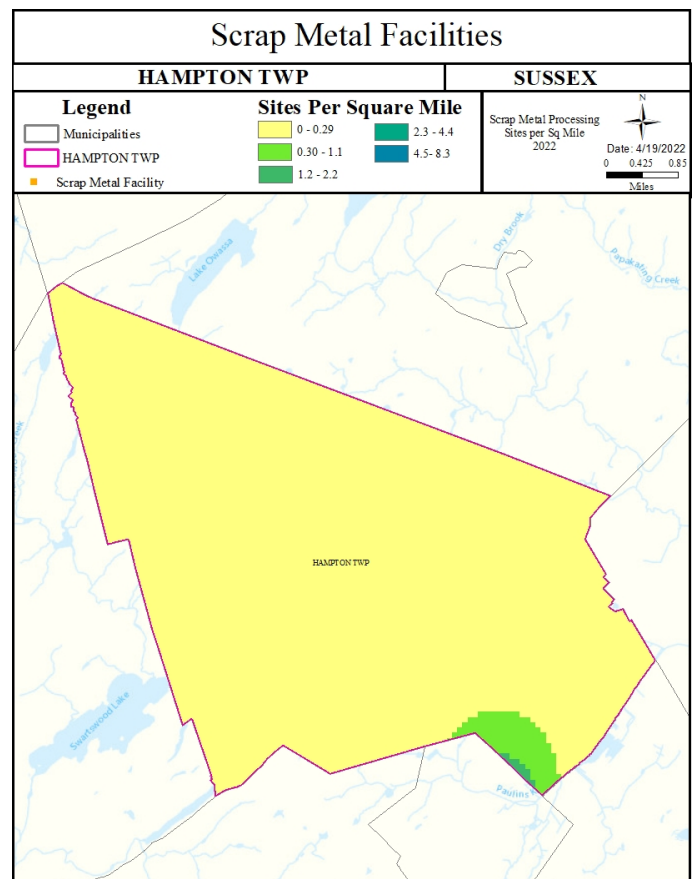 Scrap Metal Facilities
HAMPTON TWP
SUSSEX
Legend
Municipalities
HAMPTON TWP
Scrap Metal Facility
Sites Per Square Mile
0 - 0.29
0.30 - 1.1
1.2 - 2.2
2.3 - 4.4
4.5- 8.3
Scrap Metal Processing
Sites per Sq Mile
2022
N
Date: 4/19/2022
0 0.425 0.85
Miles
Lake Owassa
Dry Brook
Papakating Creek
Creek
HAMPTON TWP
Swartswood Lake
Paulins